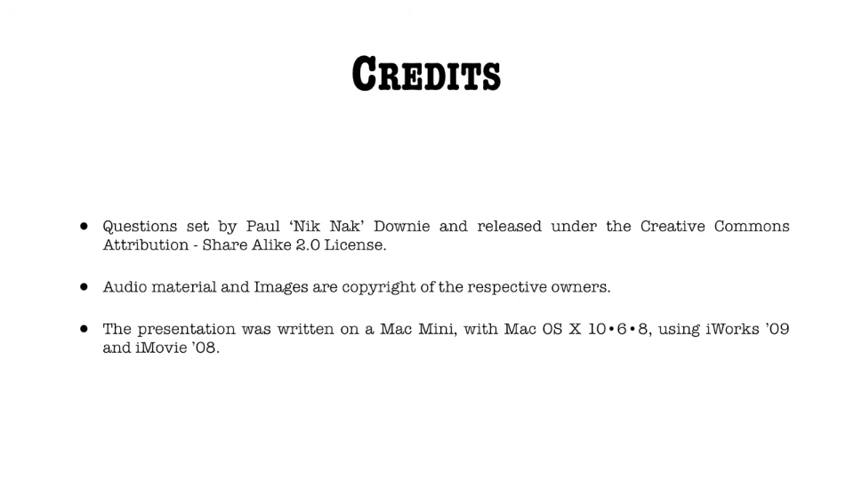 CREDITS
• Questions set by Paul ‘Nik Nak’ Downie and released under the Creative Commons
Attribution - Share Alike 2.0 License.
• Audio material and Images are copyright of the respective owners.
• The presentation was written on a Mac Mini, with Mac OS X 10•6•8, using iWorks ’09
and iMovie ’08.